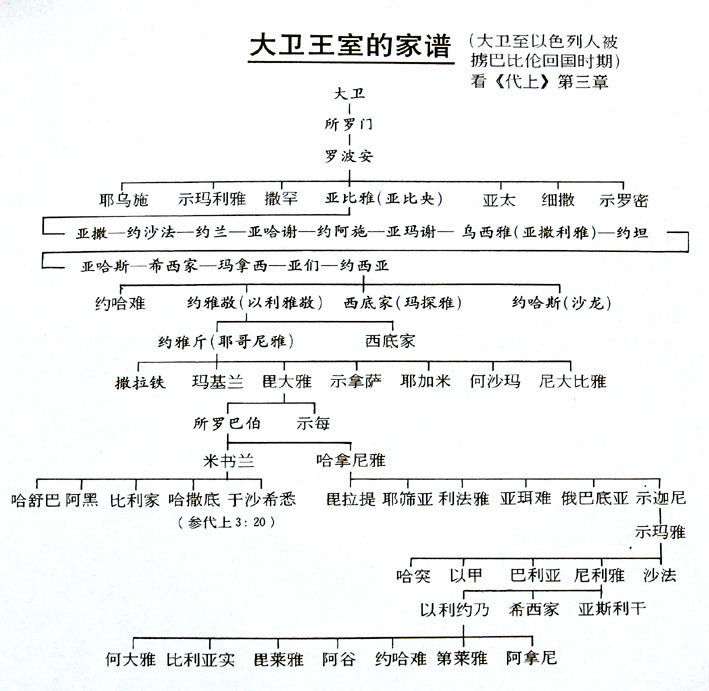 大卫王室的家谱
(大卫至以色列人被
掳巴比伦回国时期)
看《代上》第三章
大卫
所罗门
罗波安
耶乌施 示玛利雅 撒罕 亚比雅(亚比央) 亚太 细撒 示罗密
亚撒—约沙法—约兰—亚哈谢—约阿施—亚玛谢—乌西雅(亚撒利雅)—约坦
亚哈斯—希西家—玛拿西—亚们—约西亚
约哈难 约雅敬(以利雅敬) 西底家(玛探雅) 约哈斯(沙龙)
约雅斤(耶哥尼雅) 西底家
撒拉铁 玛基兰 毗大雅 示拿萨 耶加米 何沙玛 尼大比雅
所罗巴伯 示每
米书兰 哈拿尼雅
哈舒巴 阿黑 比利家 哈撒底 于沙希悉 毗拉提 耶筛亚 利法雅 亚珥难 俄巴底亚 示迦尼
(参代上3:20)
示玛雅
哈突 以甲 巴利亚 尼利雅 沙法
以利约乃 希西家 亚斯利干
何大雅 比利亚实 毗莱雅 阿谷 约哈难 第莱雅 阿拿尼